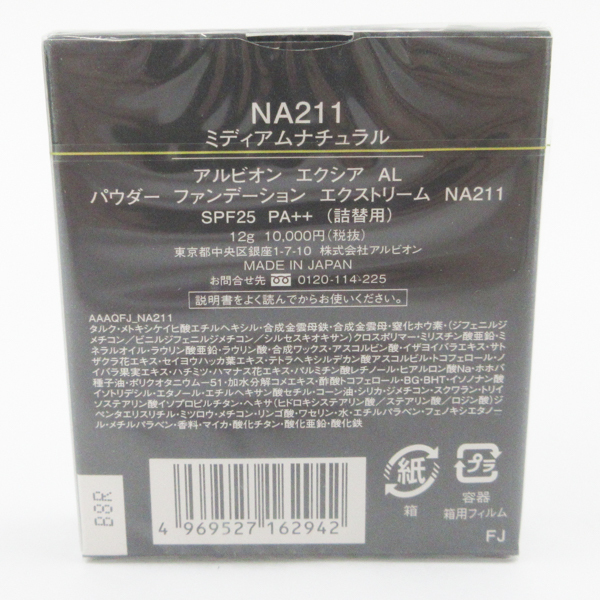 NA211
ミディアムナチュラル
アルビオン エクシア AL
パウダー ファンデーション エクストリーム NA211
SPF25 PA++ (詰替用)
12g 10,000円(税抜)
東京都中央区銀座1-7-10 株式会社アルビオン
MADE IN JAPAN
お問合せ先 0120-114-225
説明書をよく読んでからお使いください。
AAAQFJ_NA211
タルク・メトキシケイヒ酸エチルヘキシル・合成金雲母鉄・合成金雲母・窒化ホウ素・(ジフェニルジ
メチコン/ビニルジフェニルジメチコン/シルセスキオキサン)クロスポリマー・ミリスチン酸亜鉛・ミ
ネラルオイル・ラウリン酸亜鉛・ラウリン酸・合成ワックス・アスコルビン酸・イザヨイバラエキス・サト
ザクラ花エキス・セイヨウハッカ葉エキス・テトラヘキシルデカン酸アスコルビル・トコフェロール・ノ
イバラ果実エキス・ハチミツ・ハマナス花エキス・パルミチン酸レチノール・ヒアルロン酸Na・ホホバ
種子油・ポリクオタニウム-51・加水分解コメエキス・酢酸トコフェロール・BG・BHT・イソノナン酸
イソトリデシル・エタノール・エチルヘキサン酸セチル・コーン油・シリカ・ジメチコン・スクワラン・トリイ
ソステアリン酸イソプロピルチタン・ヘキサ(ヒドロキシステアリン酸/ステアリン酸/ロジン酸)ジ
ペンタエリスリチル・ミツロウ・メチコン・リンゴ酸・ワセリン・水・エチルパラベン・フェノキシエタノー
ル・メチルパラベン・香料・マイカ・酸化チタン・酸化亜鉛・酸化鉄
B8R
4 969527 162942
紙
箱
プラ
容器
箱用フィルム
FJ